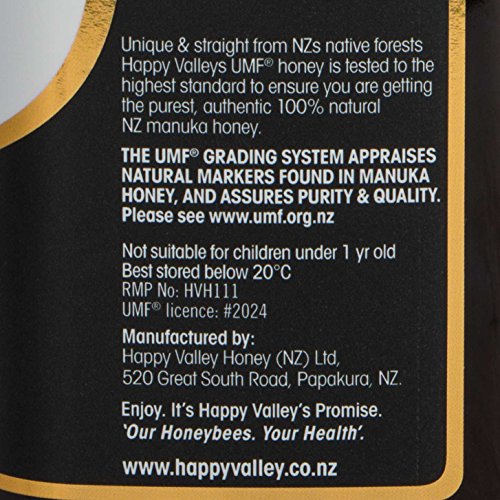 Unique & straight from NZs native forests
Happy Valleys UMF® honey is tested to the
highest standard to ensure you are getting
the purest, authentic 100% natural
NZ manuka honey.
THE UMF® GRADING SYSTEM APPRAISES
NATURAL MARKERS FOUND IN MANUKA
HONEY, AND ASSURES PURITY & QUALITY.
Please see www.umf.org.nz
Not suitable for children under 1 yr old
Best stored below 20°C
RMP No: HVH111
UMF® licence: #2024
Manufactured by:
Happy Valley Honey (NZ) Ltd,
520 Great South Road, Papakura, NZ.
Enjoy. It's Happy Valley's Promise.
'Our Honeybees. Your Health'.
www.happyvalley.co.nz